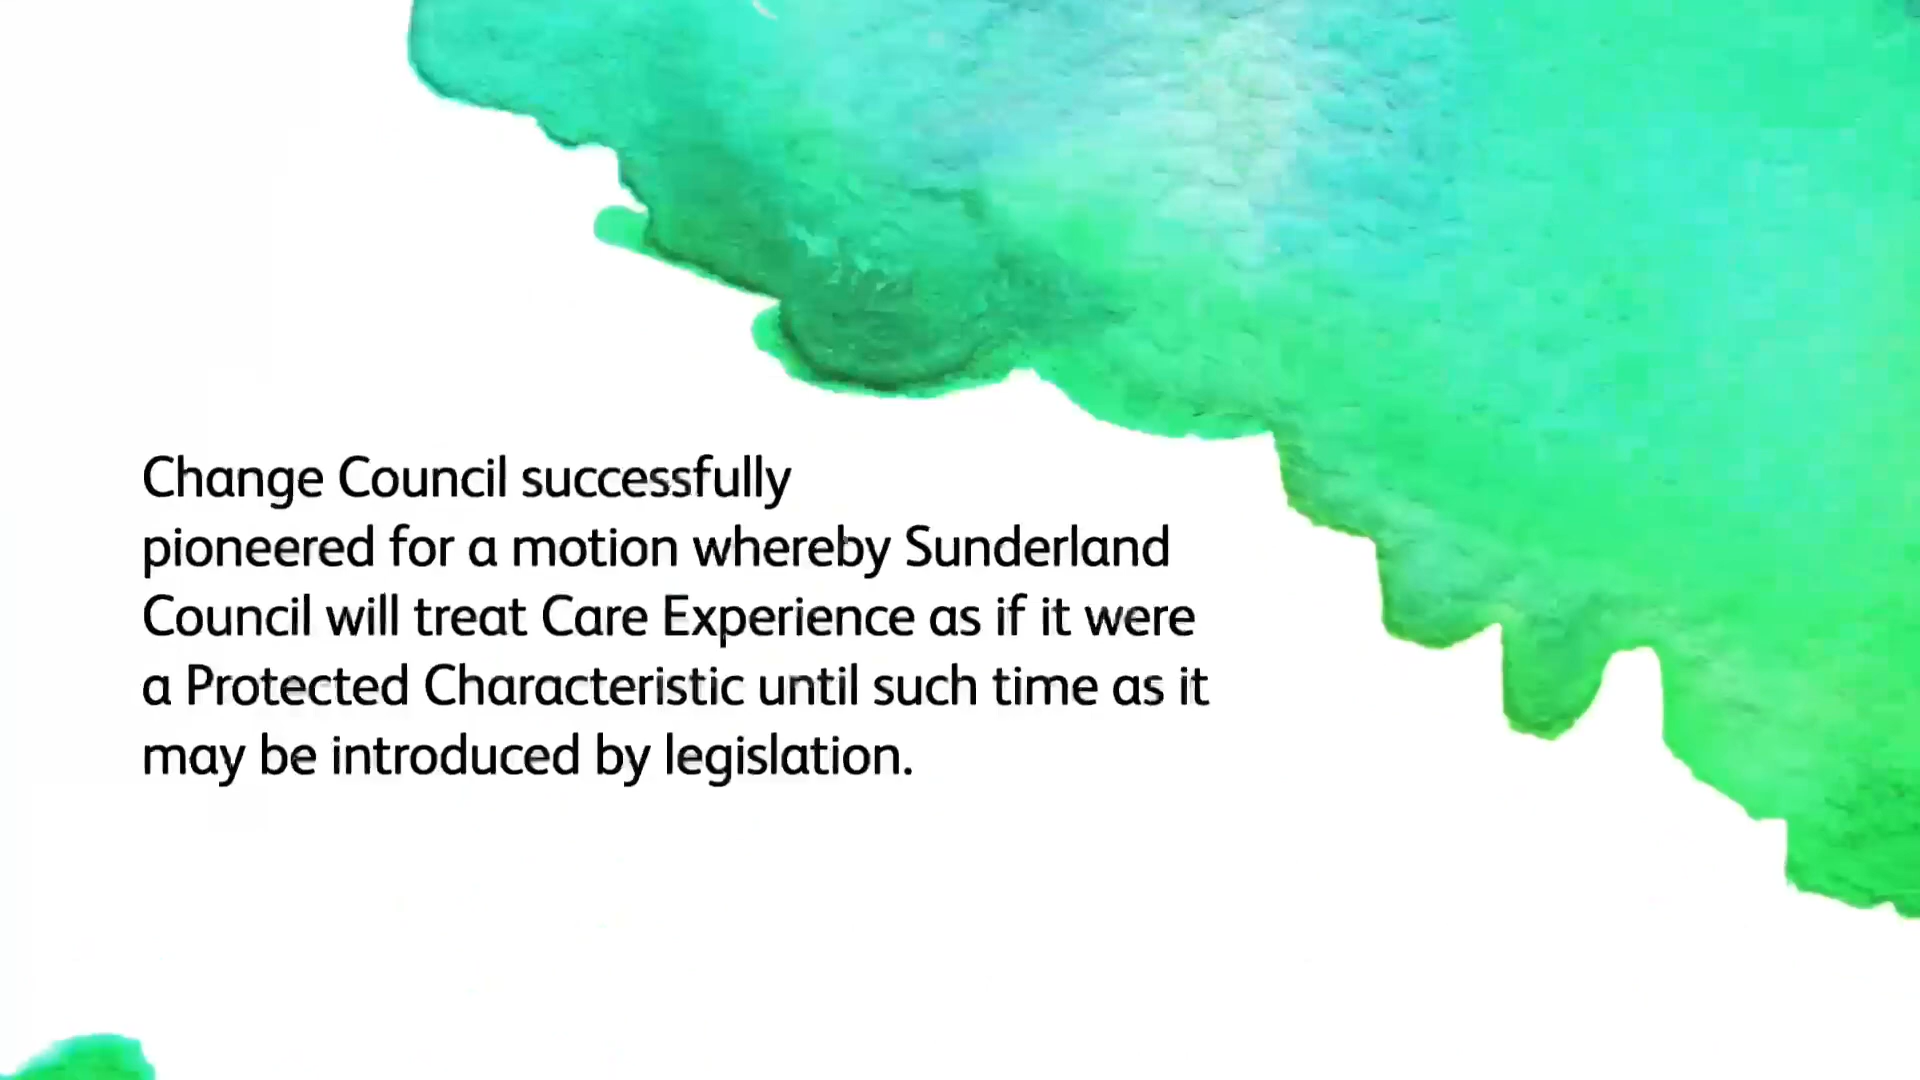 Change Council successfully
pioneered for a motion whereby Sunderland
Council will treat Care Experience as if it were
a Protected Characteristic until such time as it
may be introduced by legislation.